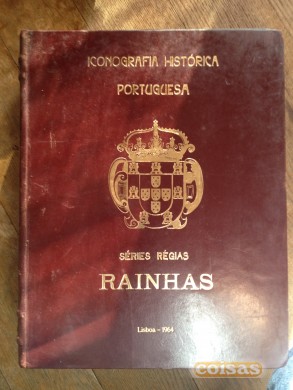 ICONOGRAFIA HISTÓRICA
PORTUGUESA
SÉRIES RÉGIAS
RAINHAS
Lisboa - 1964
coisas